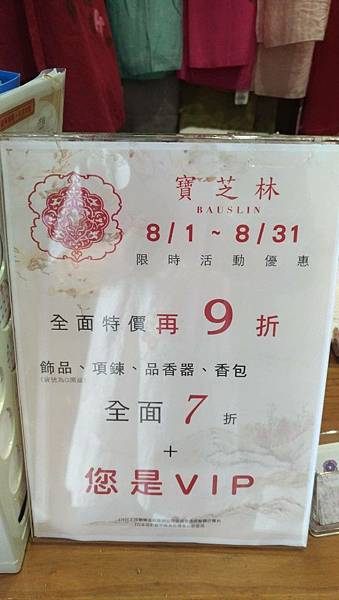 寶芝林
BAUSLIN
8/1 ~ 8/31
限時活動優惠
全面特價再 9 折
飾品、項鍊、品香器、香包
全面 7 折
+
您是VIP